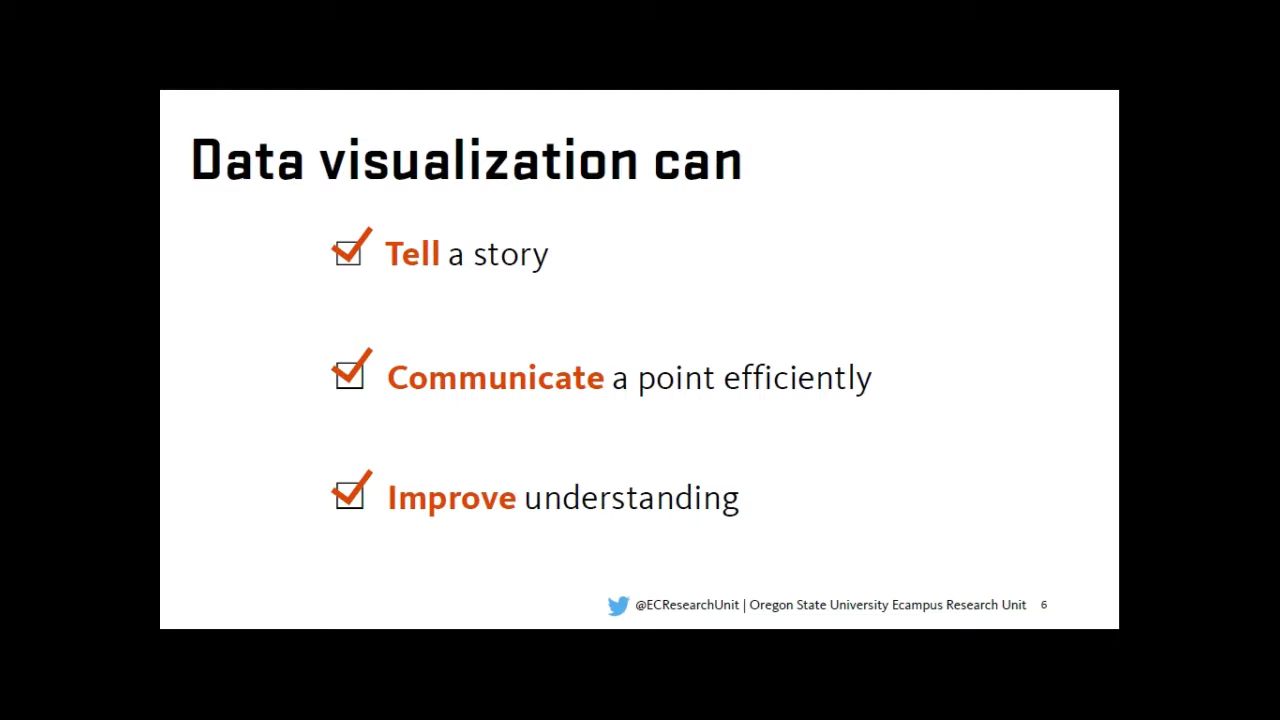 Data visualization can
Tell a story
Communicate a point efficiently
Improve understanding
@ECResearchUnit | Oregon State University Ecampus Research Unit 6